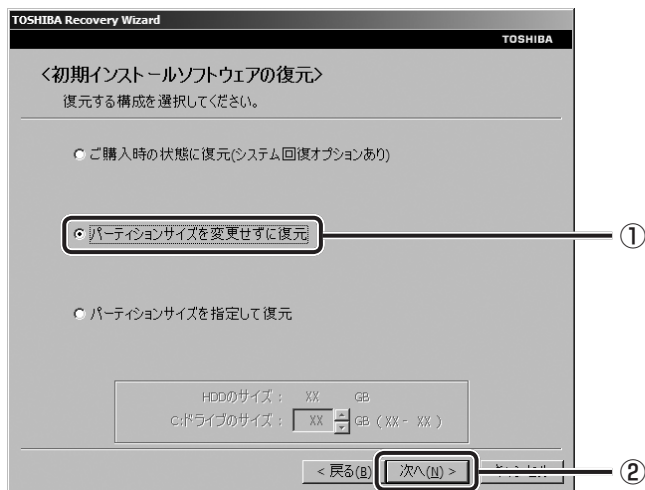 TOSHIBA Recovery Wizard
TOSHIBA
<初期インストールソフトウェアの復元>
復元する構成を選択してください。
ご購入時の状態に復元(システム回復オプションあり)
パーティションサイズを変更せずに復元
①
パーティションサイズを指定して復元
HDDのサイズ： XX GB
C:ドライブのサイズ： XX GB ( XX - XX )
< 戻る(B) 次へ(N) >
②